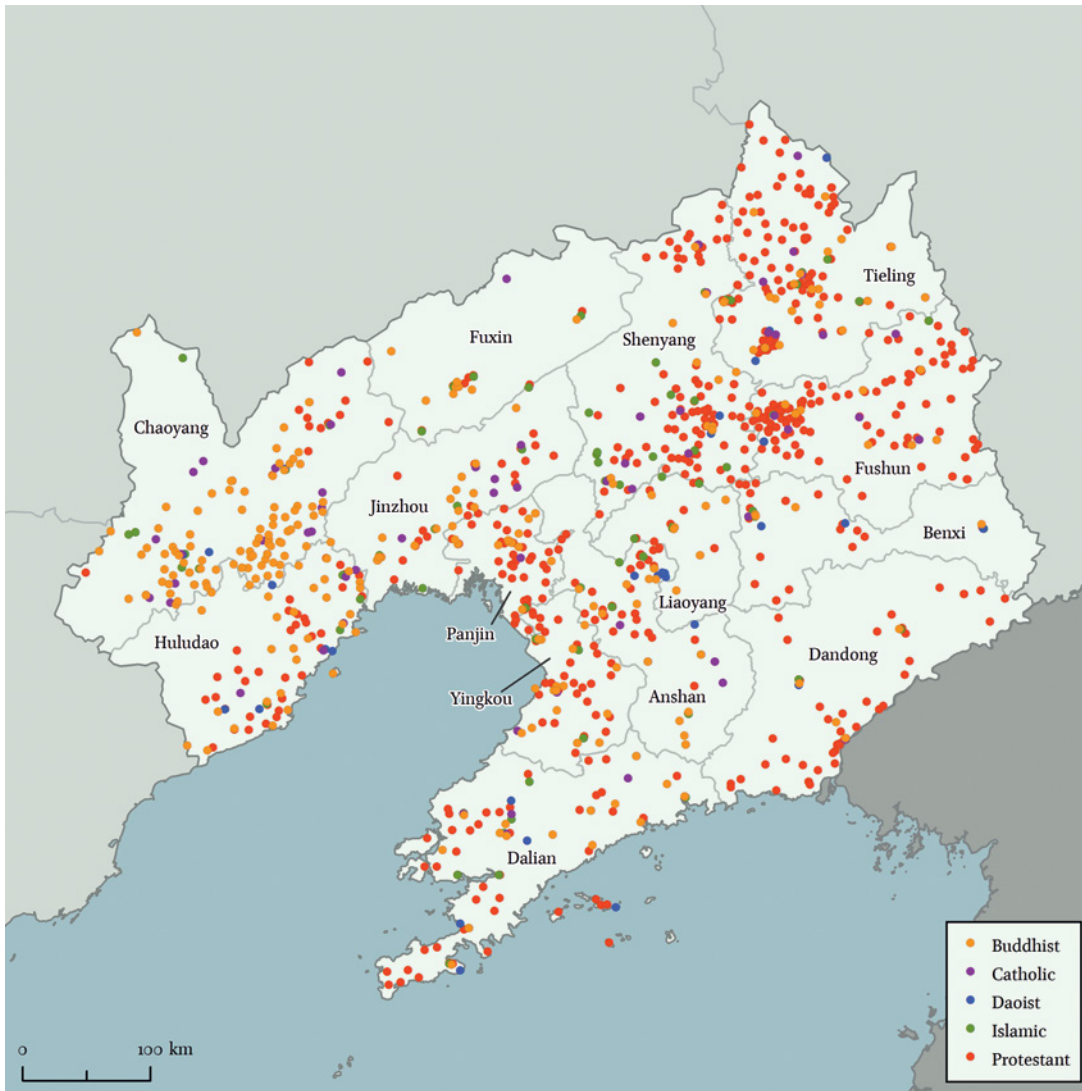 Tieling
Fuxin
Shenyang
Chaoyang
Fushun
Jinzhou
Benxi
Liaoyang
Panjin
Huludao
Dandong
Yingkou
Anshan
Dalian
Buddhist
Catholic
Daoist
Islamic
Protestant
0 100 km